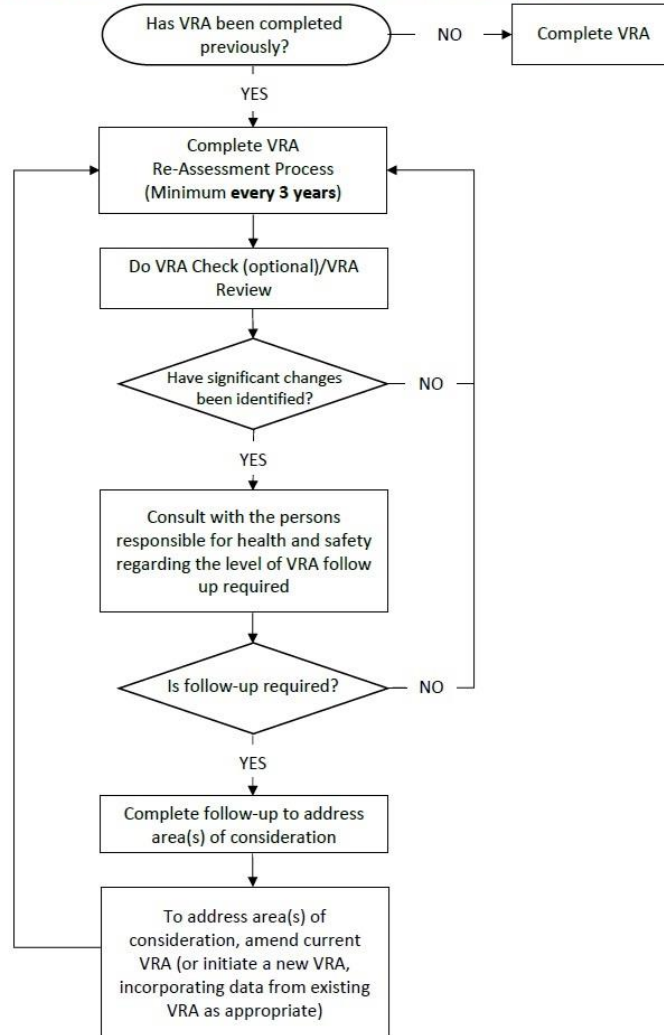 Has VRA been completed
previously?
NO
Complete VRA
YES
Complete VRA
Re-Assessment Process
(Minimum every 3 years)
Do VRA Check (optional)/VRA
Review
Have significant changes
been identified?
NO
YES
Consult with the persons
responsible for health and safety
regarding the level of VRA follow
up required
Is follow-up required?
NO
YES
Complete follow-up to address
area(s) of consideration
To address area(s) of
consideration, amend current
VRA (or initiate a new VRA,
incorporating data from existing
VRA as appropriate)